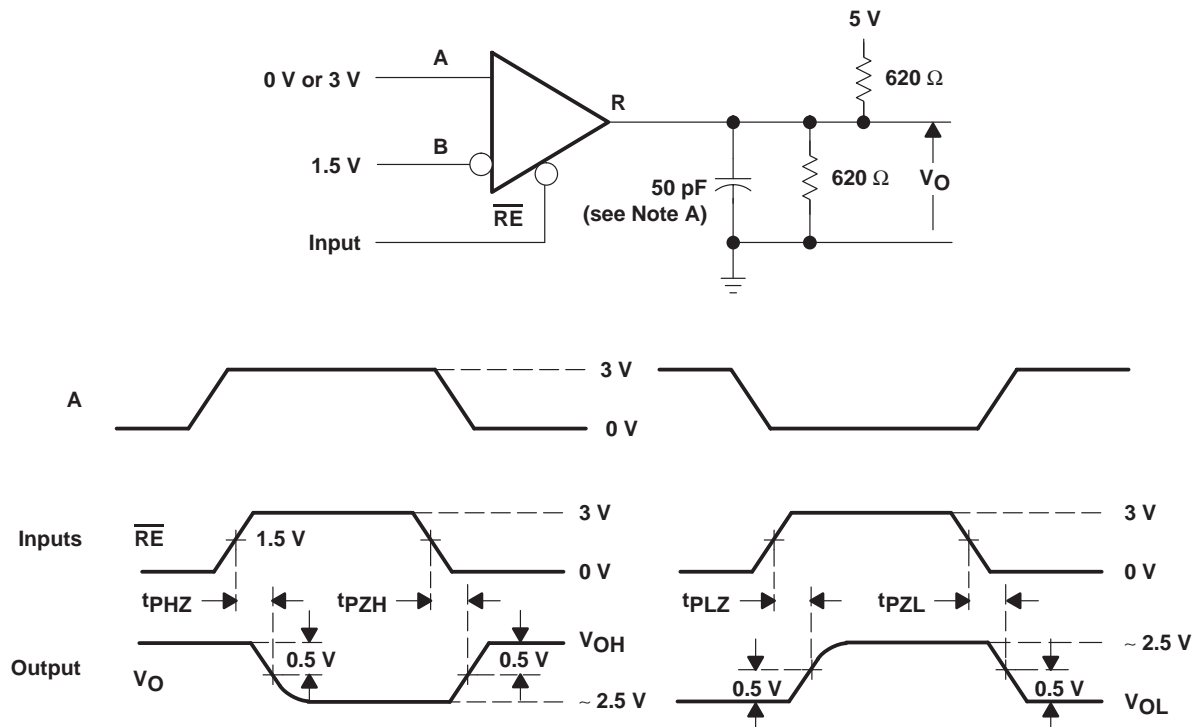 5 V
A
0 V or 3 V
620 Ω
R
B
1.5 V
50 pF
(see Note A)
620 Ω
VO
RE
Input
A
3 V
0 V
Inputs
RE
1.5 V
3 V
0 V
3 V
0 V
tPHZ
tPZH
tPLZ
tPZL
Output
VO
0.5 V
0.5 V
VOH
~ 2.5 V
0.5 V
0.5 V
~ 2.5 V
VOL